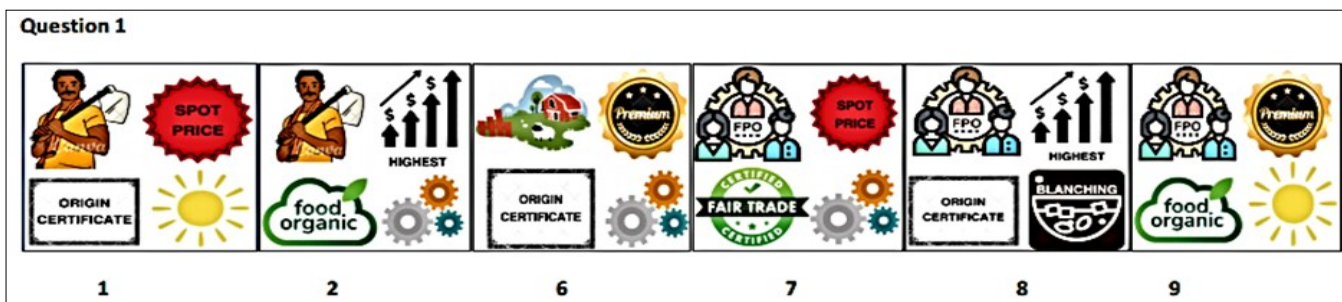 Question 1
SPOT
PRICE
ORIGIN
CERTIFICATE
HIGHEST
food
organic
Premium
ORIGIN
CERTIFICATE
FPO
SPOT
PRICE
CERTIFIED
FAIR TRADE
CERTIFIED
FPO
HIGHEST
ORIGIN
CERTIFICATE
BLANCHING
FPO
Premium
food
organic
1 2 6 7 8 9